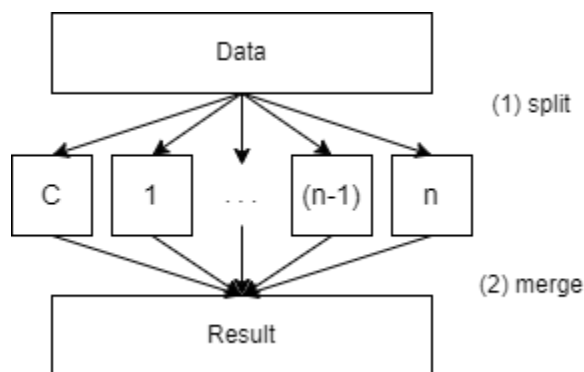 Data
(1) split
C 1 ... (n-1) n
(2) merge
Result